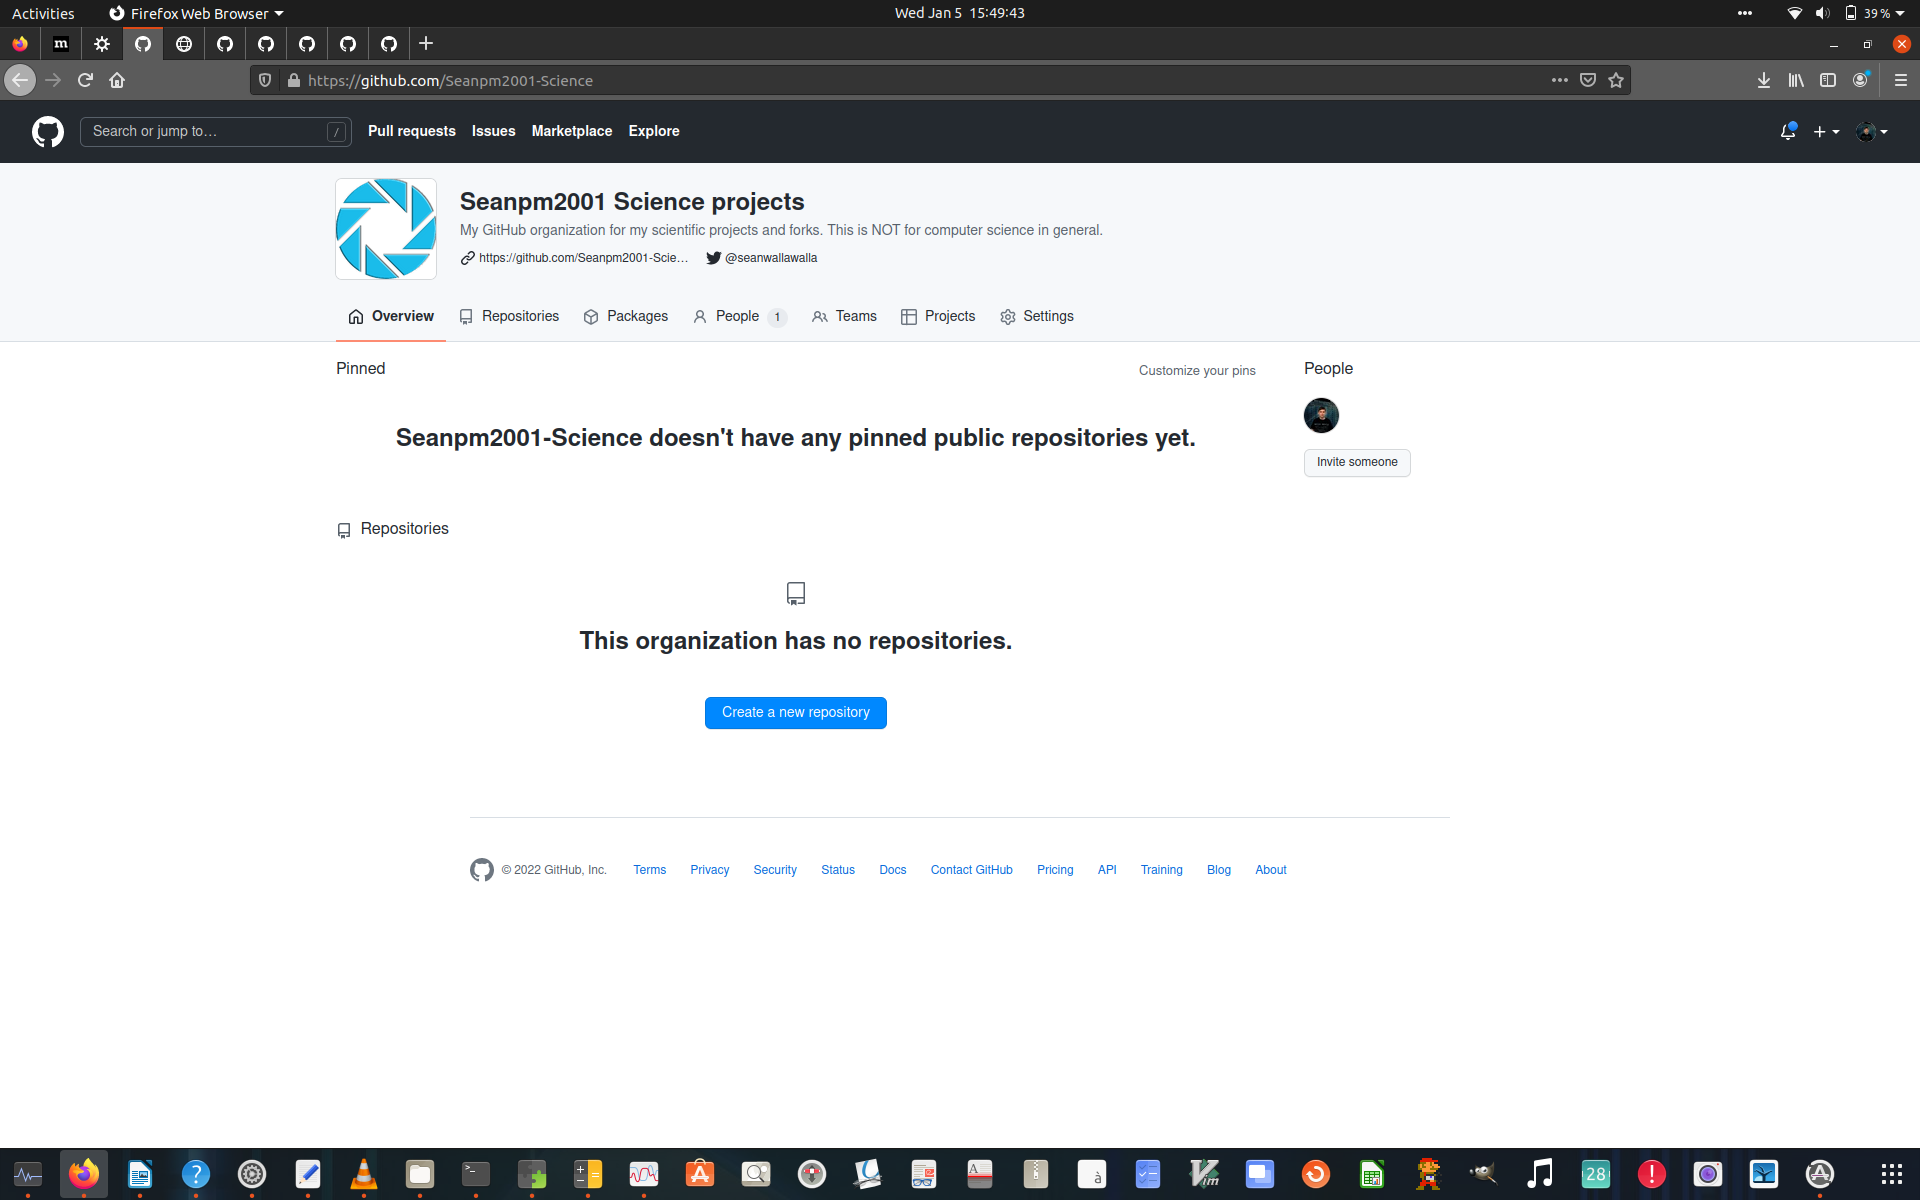 Activities
Firefox Web Browser
Wed Jan 5 15:49:43
39 %
m
https://github.com/Seanpm2001-Science
Search or jump to…
/
Pull requests
Issues
Marketplace
Explore
Seanpm2001 Science projects
My GitHub organization for my scientific projects and forks. This is NOT for computer science in general.
https://github.com/Seanpm2001-Scie…
@seanwallawalla
Overview
Repositories
Packages
People 1
Teams
Projects
Settings
Pinned
Customize your pins
People
Seanpm2001-Science doesn't have any pinned public repositories yet.
Invite someone
Repositories
This organization has no repositories.
Create a new repository
© 2022 GitHub, Inc.
Terms
Privacy
Security
Status
Docs
Contact GitHub
Pricing
API
Training
Blog
About
?
>_
A
à
Vim
28
!